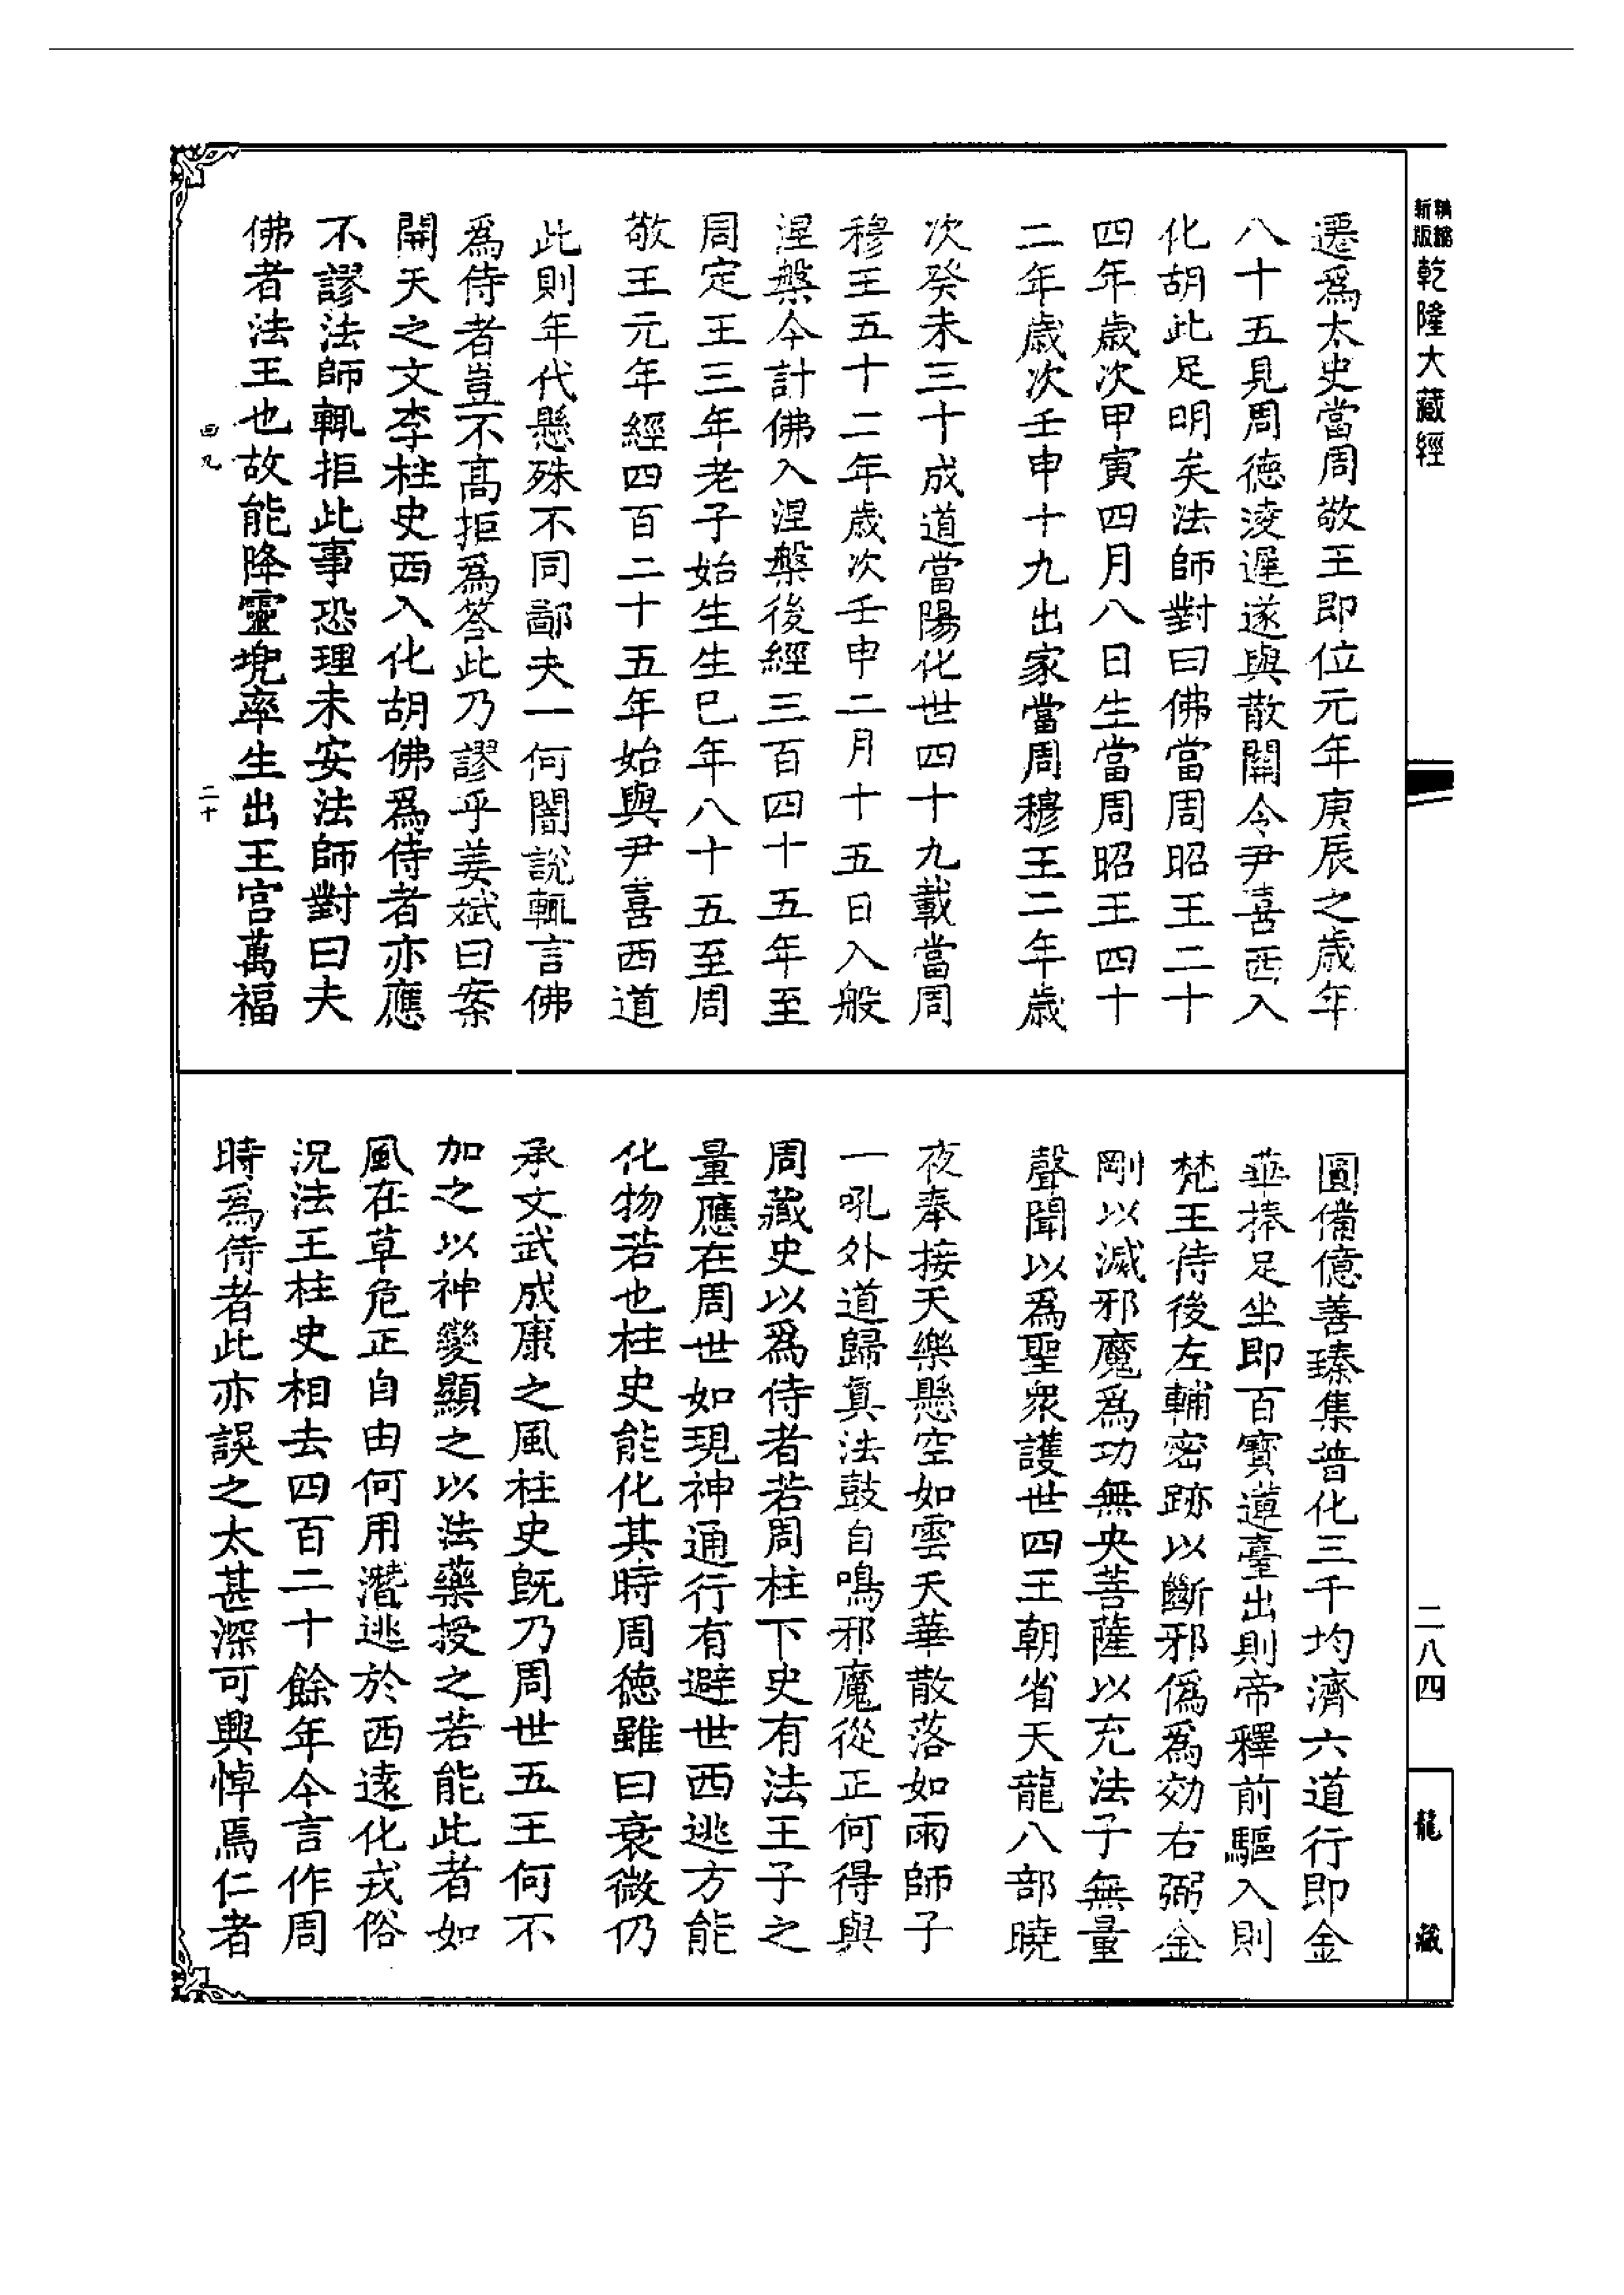 新版
精縮
乾隆大藏經
二八四
龍藏
遷爲太史當周敬王即位元年庚辰之歲年
八十五見周德淩遲遂與散關令尹喜西入
化胡此足明矣法師對曰佛當周昭王二十
四年歲次甲寅四月八日生當周昭王四十
二年歲次壬申十九出家當周穆王二年歲
次癸未三十成道當陽化世四十九載當周
穆王五十二年歲次壬申二月十五日入般
涅槃今計佛入涅槃後經三百四十五年至
周定王三年老子始生生巳年八十五至周
敬王元年經四百二十五年始與尹喜西道
此則年代懸殊不同鄙夫一何闇說輒言佛
爲侍者豈不髙拒爲答此乃謬乎姜斌曰案
開天之文李柱史西入化胡佛爲侍者亦應
不謬法師輒拒此事恐理未安法師對曰夫
佛者法王也故能降靈兜率生出王宮萬福
四九
二十
圓備億善臻集普化三千均濟六道行即金
華捧足坐即百寶蓮臺出則帝釋前驅入則
梵王侍後左輔密跡以斷邪僞爲効右弼金
剛以滅邪魔爲功無央菩薩以充法子無量
聲聞以爲聖衆護世四王朝省天龍八部曉
夜奉接天樂懸空如雲天華散落如雨師子
一吼外道歸眞法鼓自鳴邪魔從正何得與
周藏史以爲侍者若周柱下史有法王子之
量應在周世如現神通行有避世西逃方能
化物若也柱史能化其時周德雖曰衰微仍
承文武成康之風柱史旣乃周世五王何不
加之以神變顯之以法藥授之若能此者如
風在草危正自由何用潛逃於西遠化戎俗
況法王柱史相去四百二十餘年今言作周
時爲侍者此亦誤之太甚深可興悼焉仁者